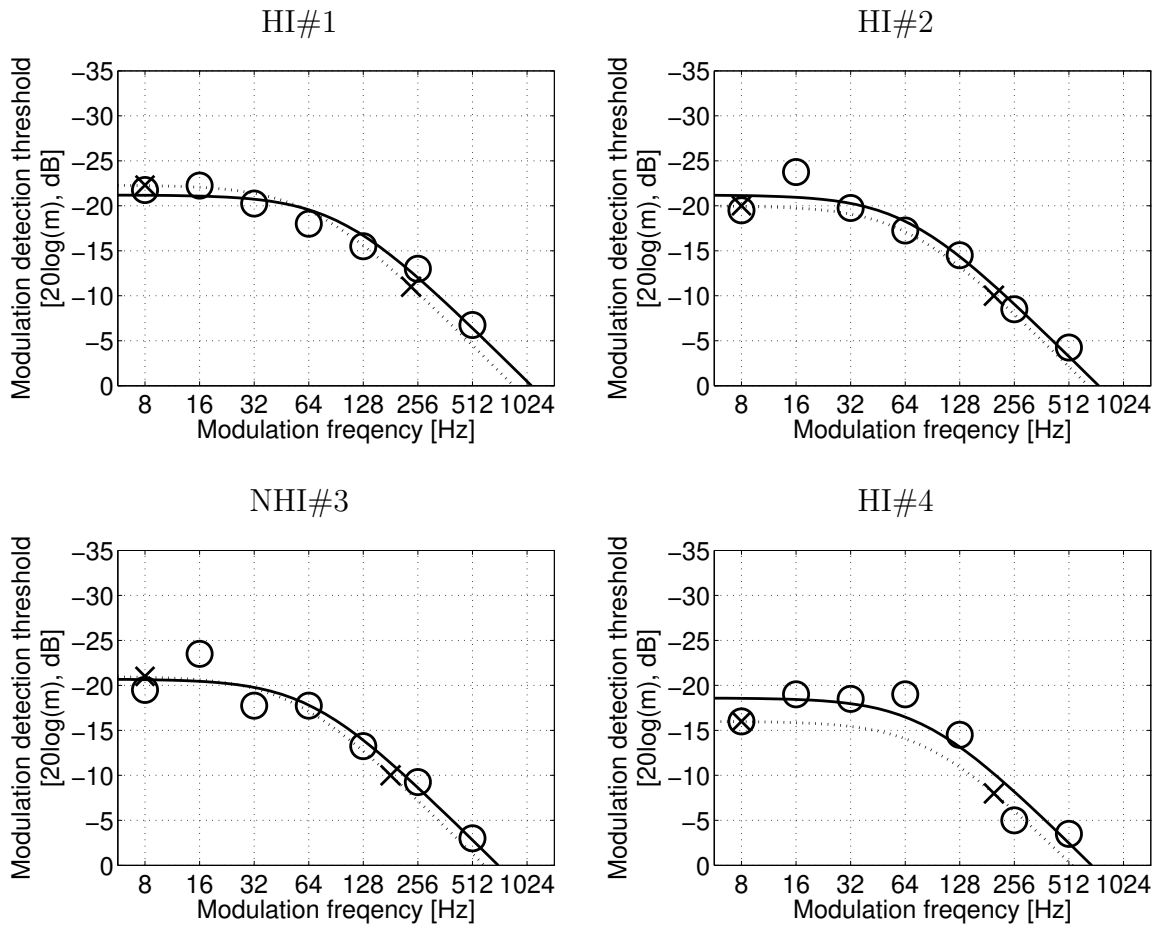 HI#1
Modulation detection threshold
[20log(m), dB]
−35
−30
−25
−20
−15
−10
−5
0
8 16 32 64 128 256 512 1024
Modulation freqency [Hz]
HI#2
Modulation detection threshold
[20log(m), dB]
−35
−30
−25
−20
−15
−10
−5
0
8 16 32 64 128 256 512 1024
Modulation freqency [Hz]
NHI#3
Modulation detection threshold
[20log(m), dB]
−35
−30
−25
−20
−15
−10
−5
0
8 16 32 64 128 256 512 1024
Modulation freqency [Hz]
HI#4
Modulation detection threshold
[20log(m), dB]
−35
−30
−25
−20
−15
−10
−5
0
8 16 32 64 128 256 512 1024
Modulation freqency [Hz]